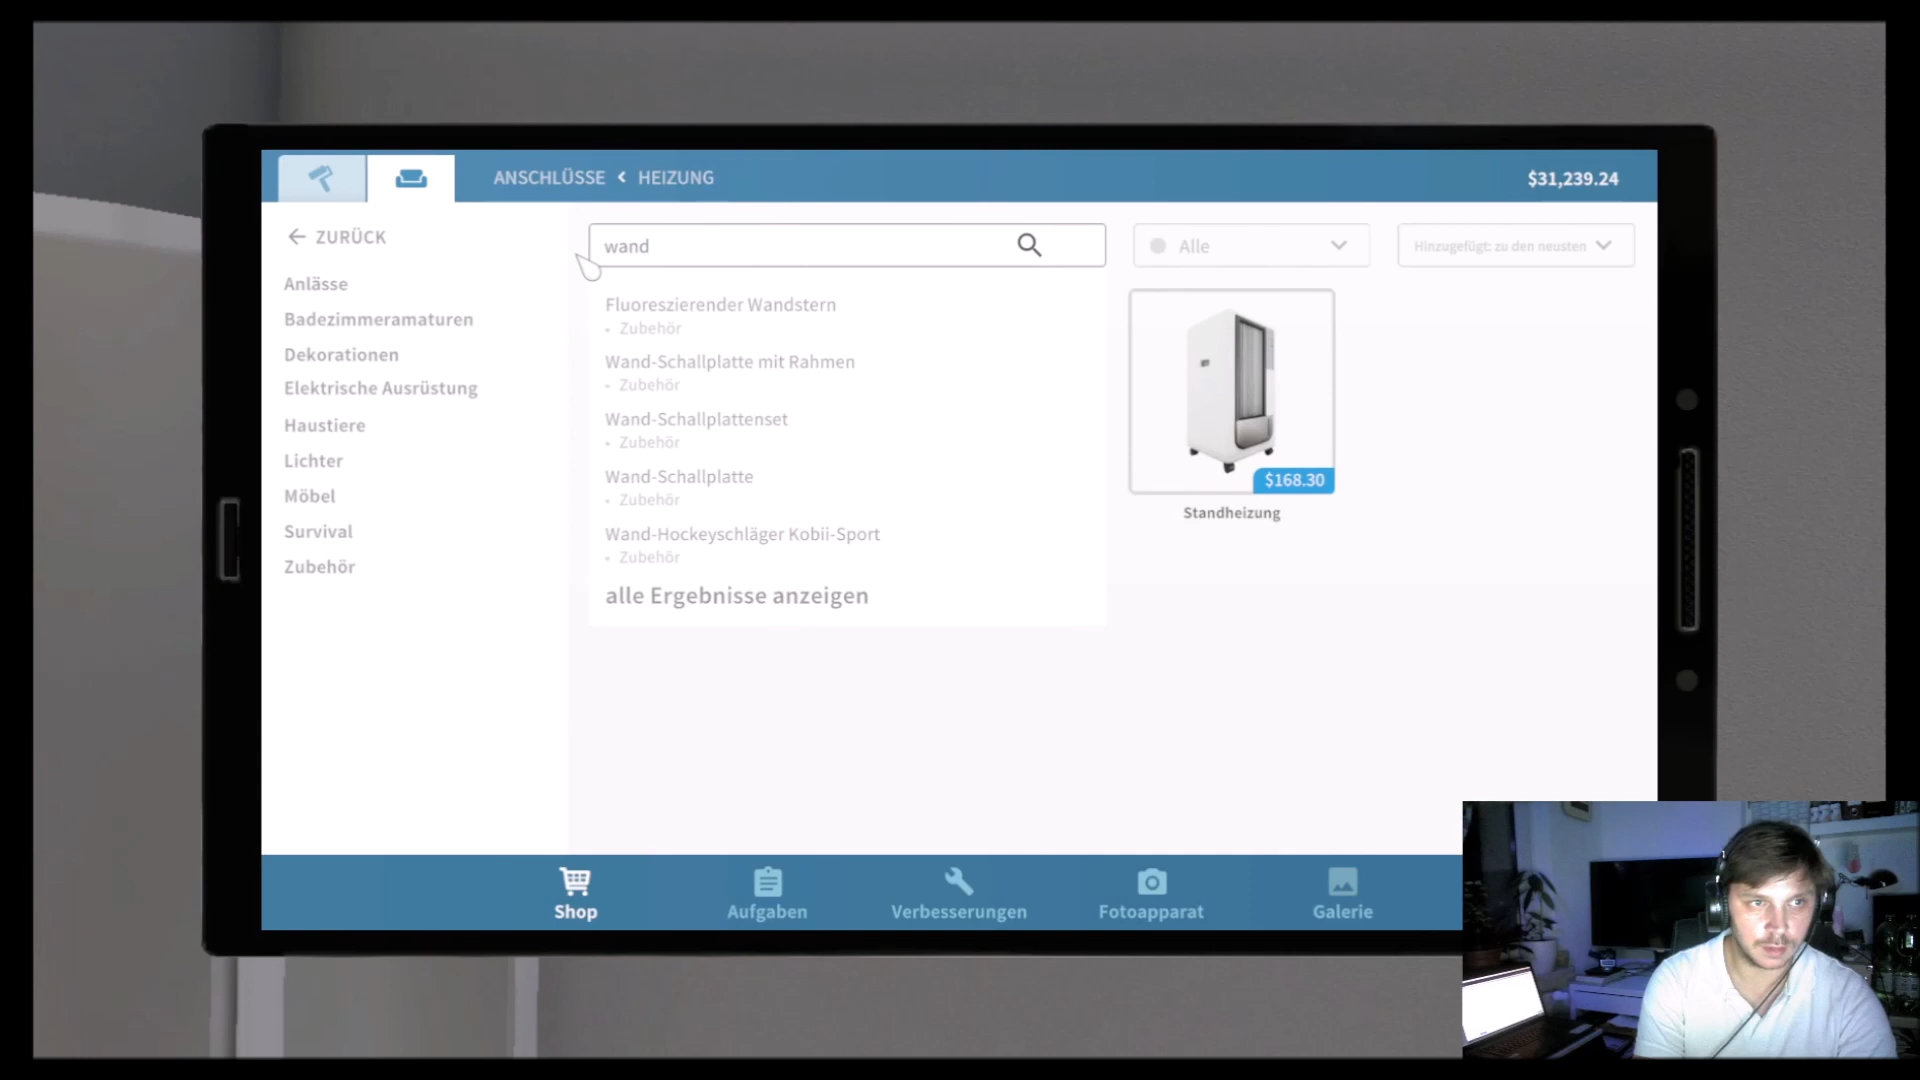 ANSCHLÜSSE < HEIZUNG
$31,239.24
← ZURÜCK
wand
Alle
Hinzugefügt: zu den neusten
Anlässe
Badezimmeramaturen
Dekorationen
Elektrische Ausrüstung
Haustiere
Lichter
Möbel
Survival
Zubehör
Fluoreszierender Wandstern
• Zubehör
Wand-Schallplatte mit Rahmen
• Zubehör
Wand-Schallplattenset
• Zubehör
Wand-Schallplatte
• Zubehör
Wand-Hockeyschläger Kobii-Sport
• Zubehör
alle Ergebnisse anzeigen
$168.30
Standheizung
Shop
Aufgaben
Verbesserungen
Fotoapparat
Galerie